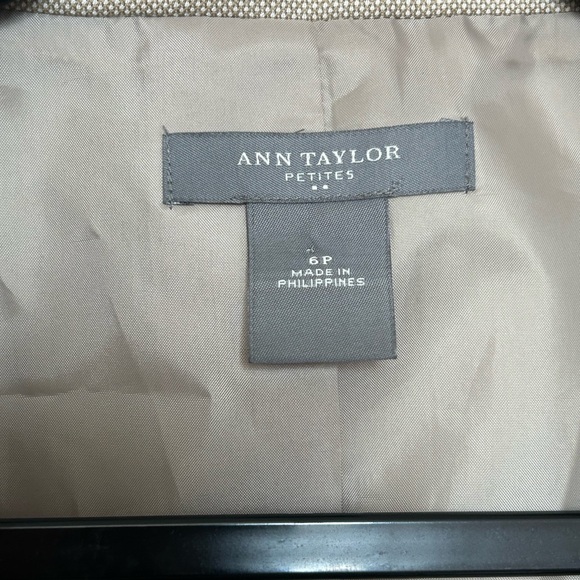 ANN TAYLOR
PETITES
6P
MADE IN
PHILIPPINES